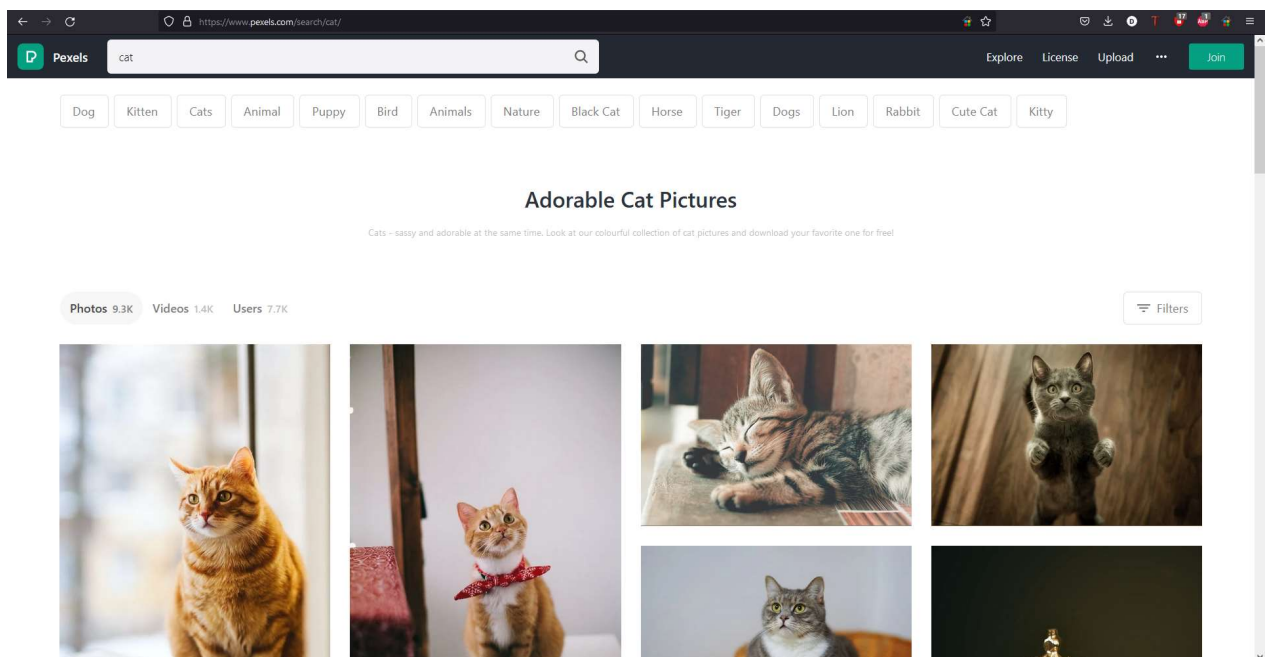 https://www.pexels.com/search/cat/
Pexels
cat
Explore License Upload ••• Join
Dog Kitten Cats Animal Puppy Bird Animals Nature Black Cat Horse Tiger Dogs Lion Rabbit Cute Cat Kitty
Adorable Cat Pictures
Cats – sassy and adorable at the same time. Look at our colourful collection of cat pictures and download your favorite one for free!
Photos 9.3K Videos 1.4K Users 7.7K
Filters